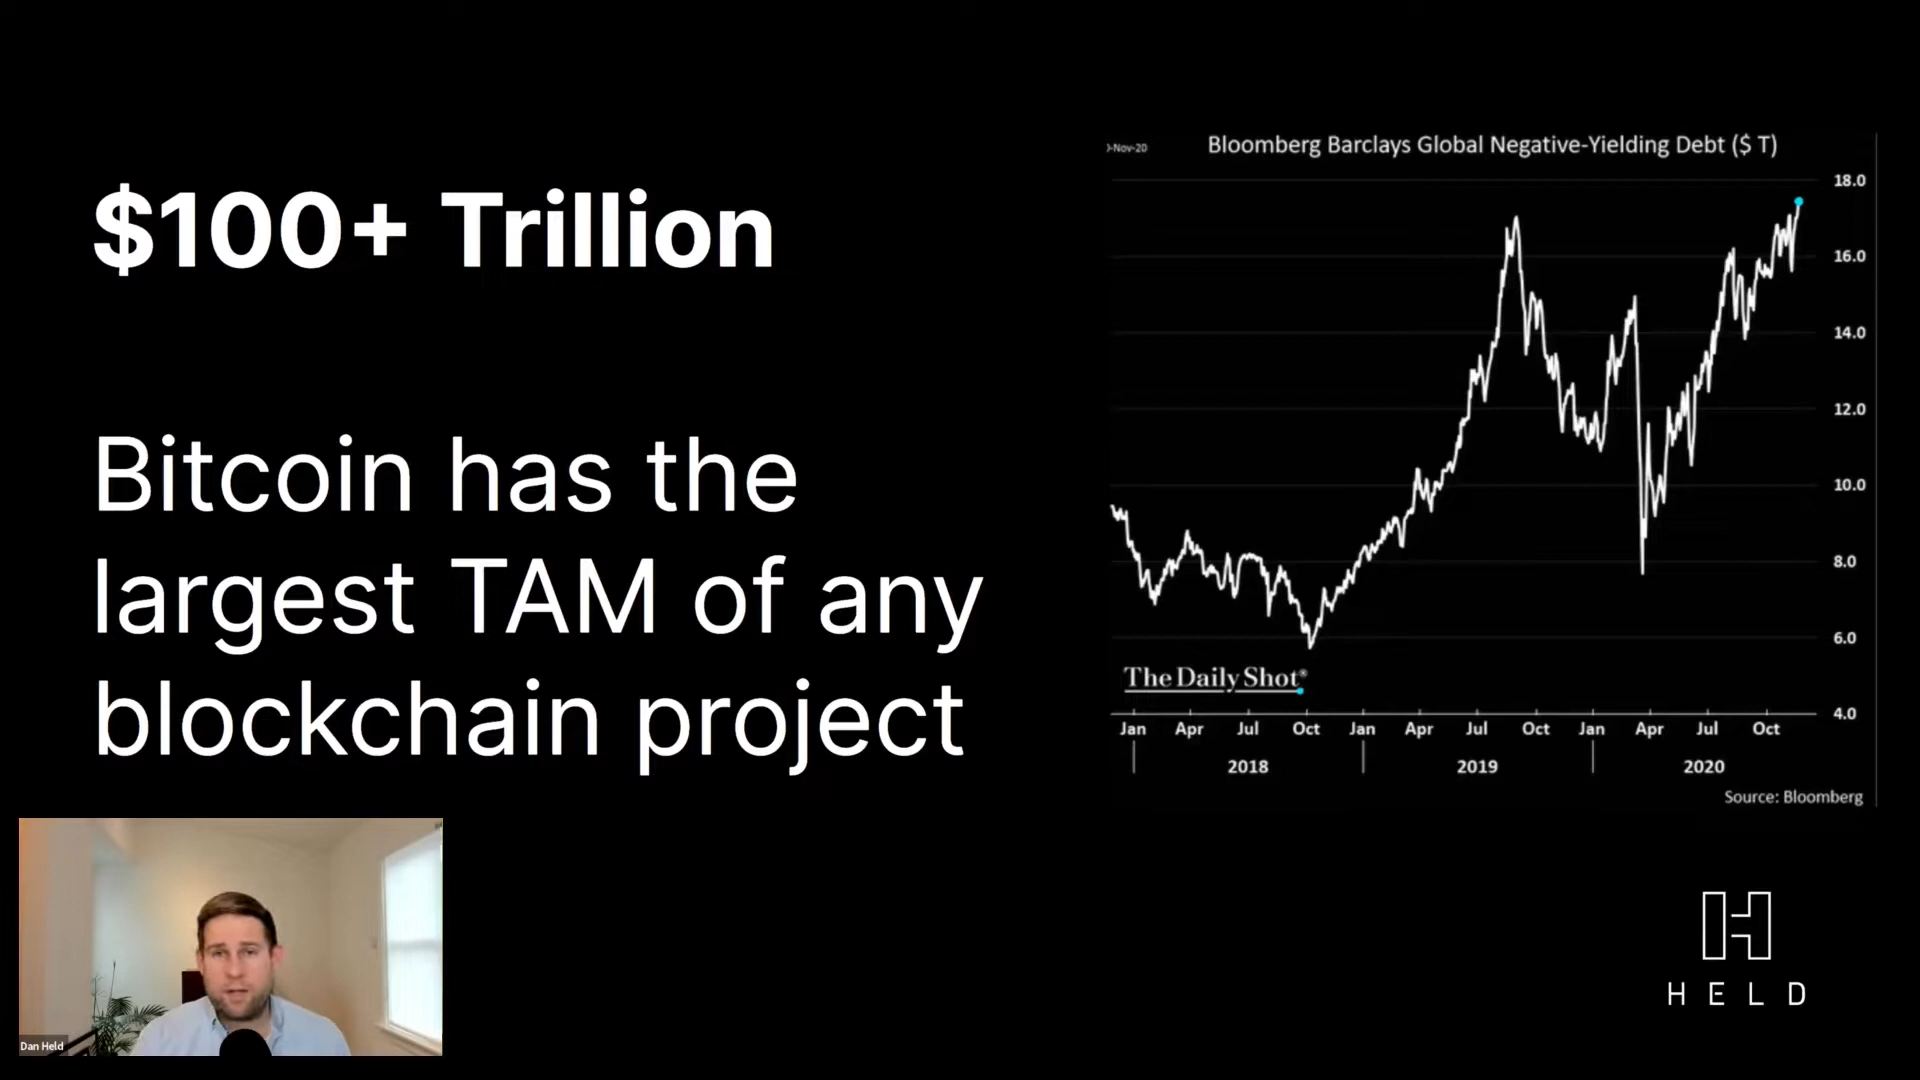 $100+ Trillion
Bitcoin has the
largest TAM of any
blockchain project
-Nov-20
Bloomberg Barclays Global Negative-Yielding Debt ($ T)
18.0
16.0
14.0
12.0
10.0
8.0
6.0
4.0
The Daily Shot®
Jan Apr Jul Oct Jan Apr Jul Oct Jan Apr Jul Oct
2018 2019 2020
Source: Bloomberg
HELD
Dan Held